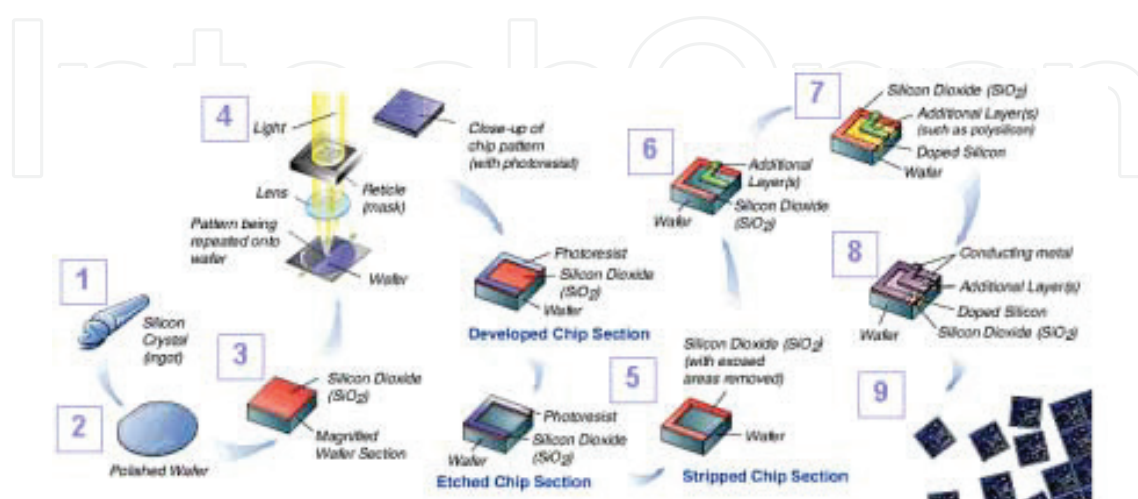 IntechOpen
1
Silicon
Crystal
(ingot)
2
Polished Wafer
3
Silicon Dioxide
(SiO2)
Magnified
Wafer Section
4
Light
Lens
Reticle
(mask)
Pattern being
repeated onto
wafer
Wafer
Close-up of
chip pattern
(with photoresist)
Photoresist
Silicon Dioxide
(SiO2)
Wafer
Developed Chip Section
Photoresist
Silicon Dioxide
(SiO2)
Wafer
Etched Chip Section
5
Silicon Dioxide (SiO2)
(with exposed
areas removed)
Wafer
Stripped Chip Section
6
Additional
Layer(s)
Silicon Dioxide
(SiO2)
Wafer
7
Silicon Dioxide (SiO2)
Additional Layer(s)
(such as polysilicon)
Doped Silicon
Wafer
8
Conducting metal
Additional Layer(s)
Doped Silicon
Silicon Dioxide (SiO2)
Wafer
9